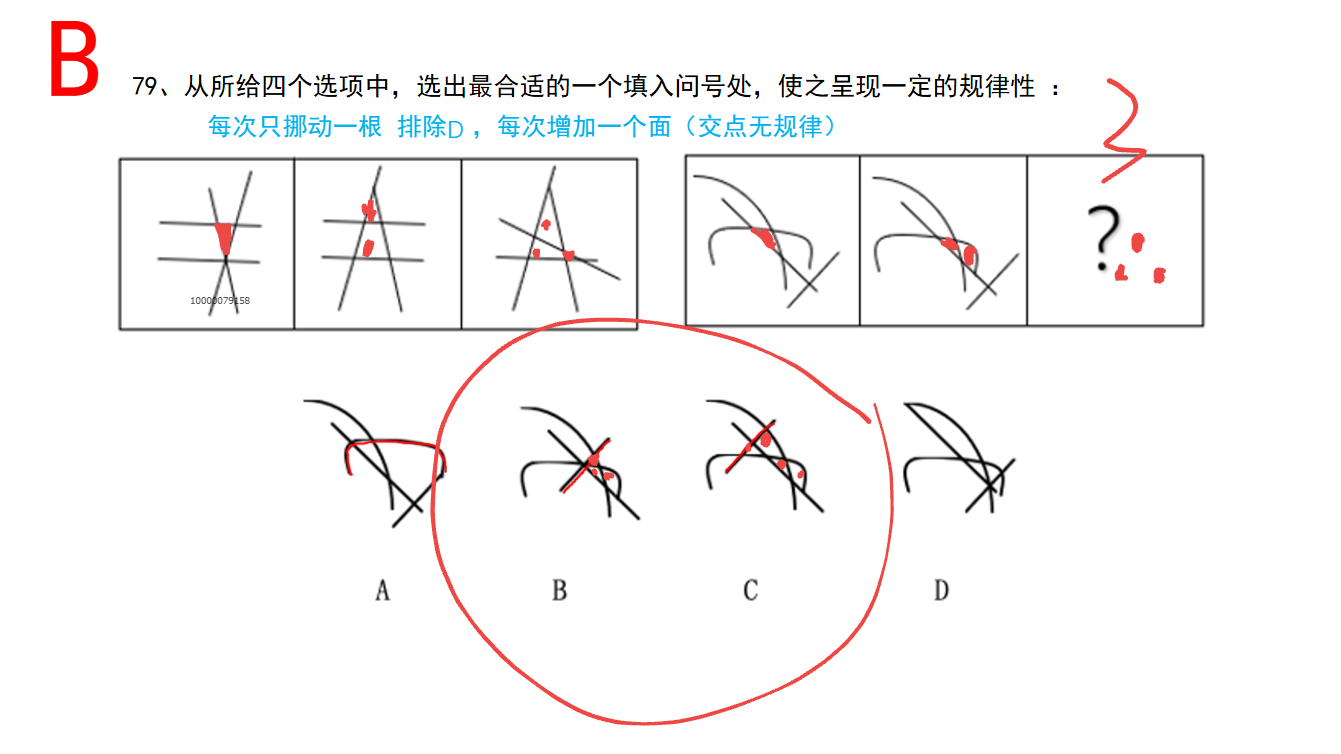 B
79、从所给四个选项中，选出最合适的一个填入问号处，使之呈现一定的规律性 ：
每次只挪动一根 排除D ，每次增加一个面（交点无规律）
3
?
10000079158
A B C D